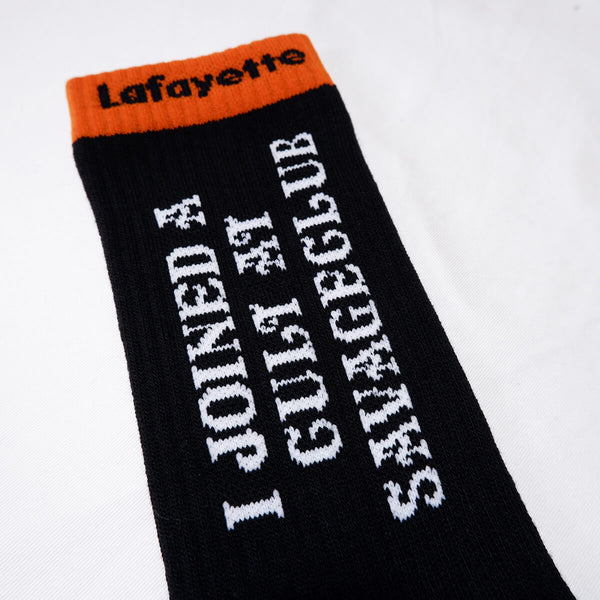 Lafayette
I JOINED A
CULT AT
SAVAGECLUB